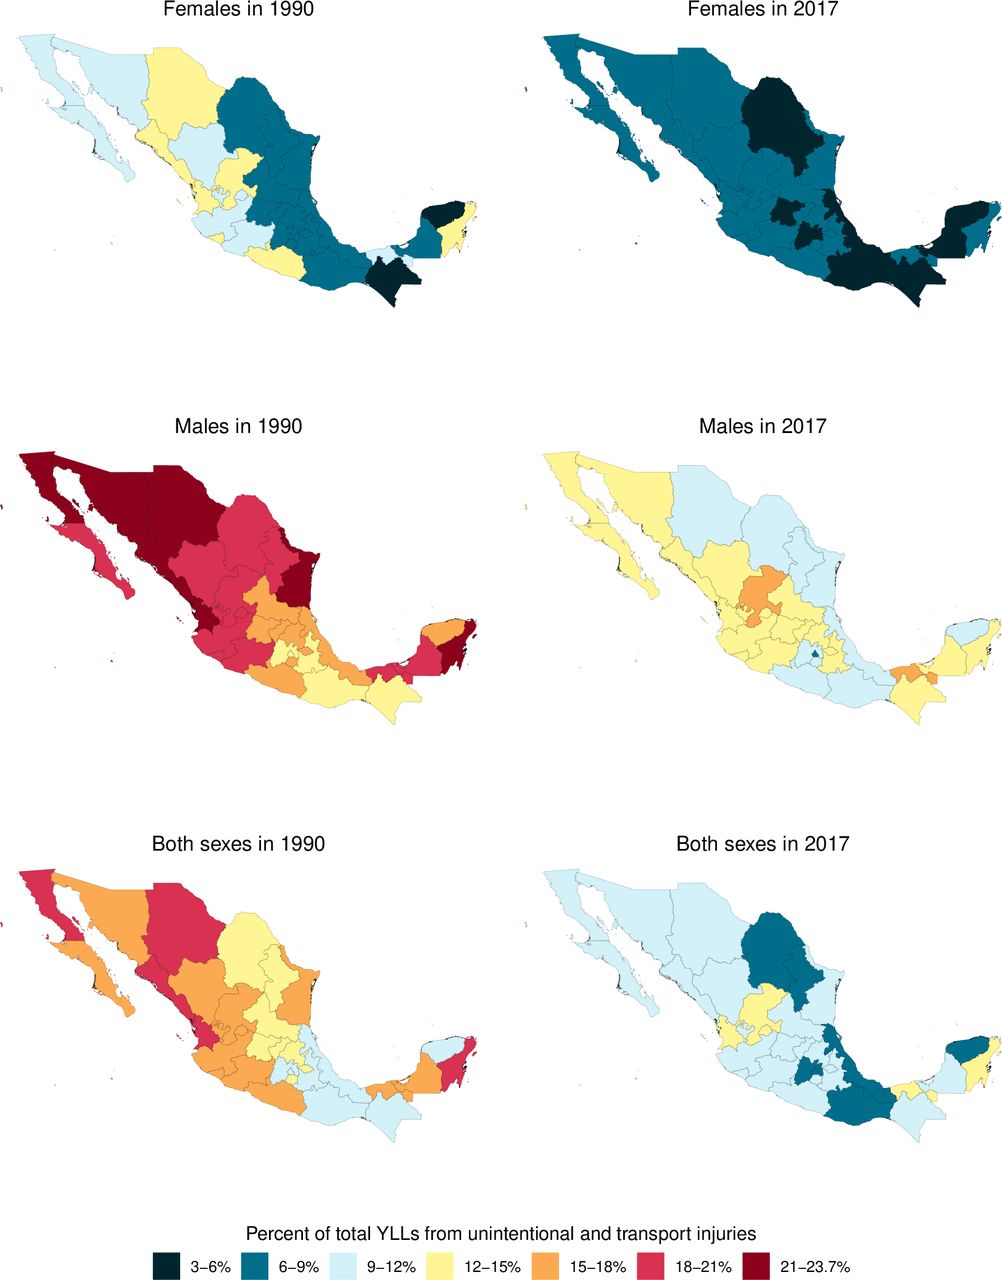 Females in 1990
Females in 2017
Males in 1990
Males in 2017
Both sexes in 1990
Both sexes in 2017
Percent of total YLLs from unintentional and transport injuries
3–6% 6–9% 9–12% 12–15% 15–18% 18–21% 21–23.7%